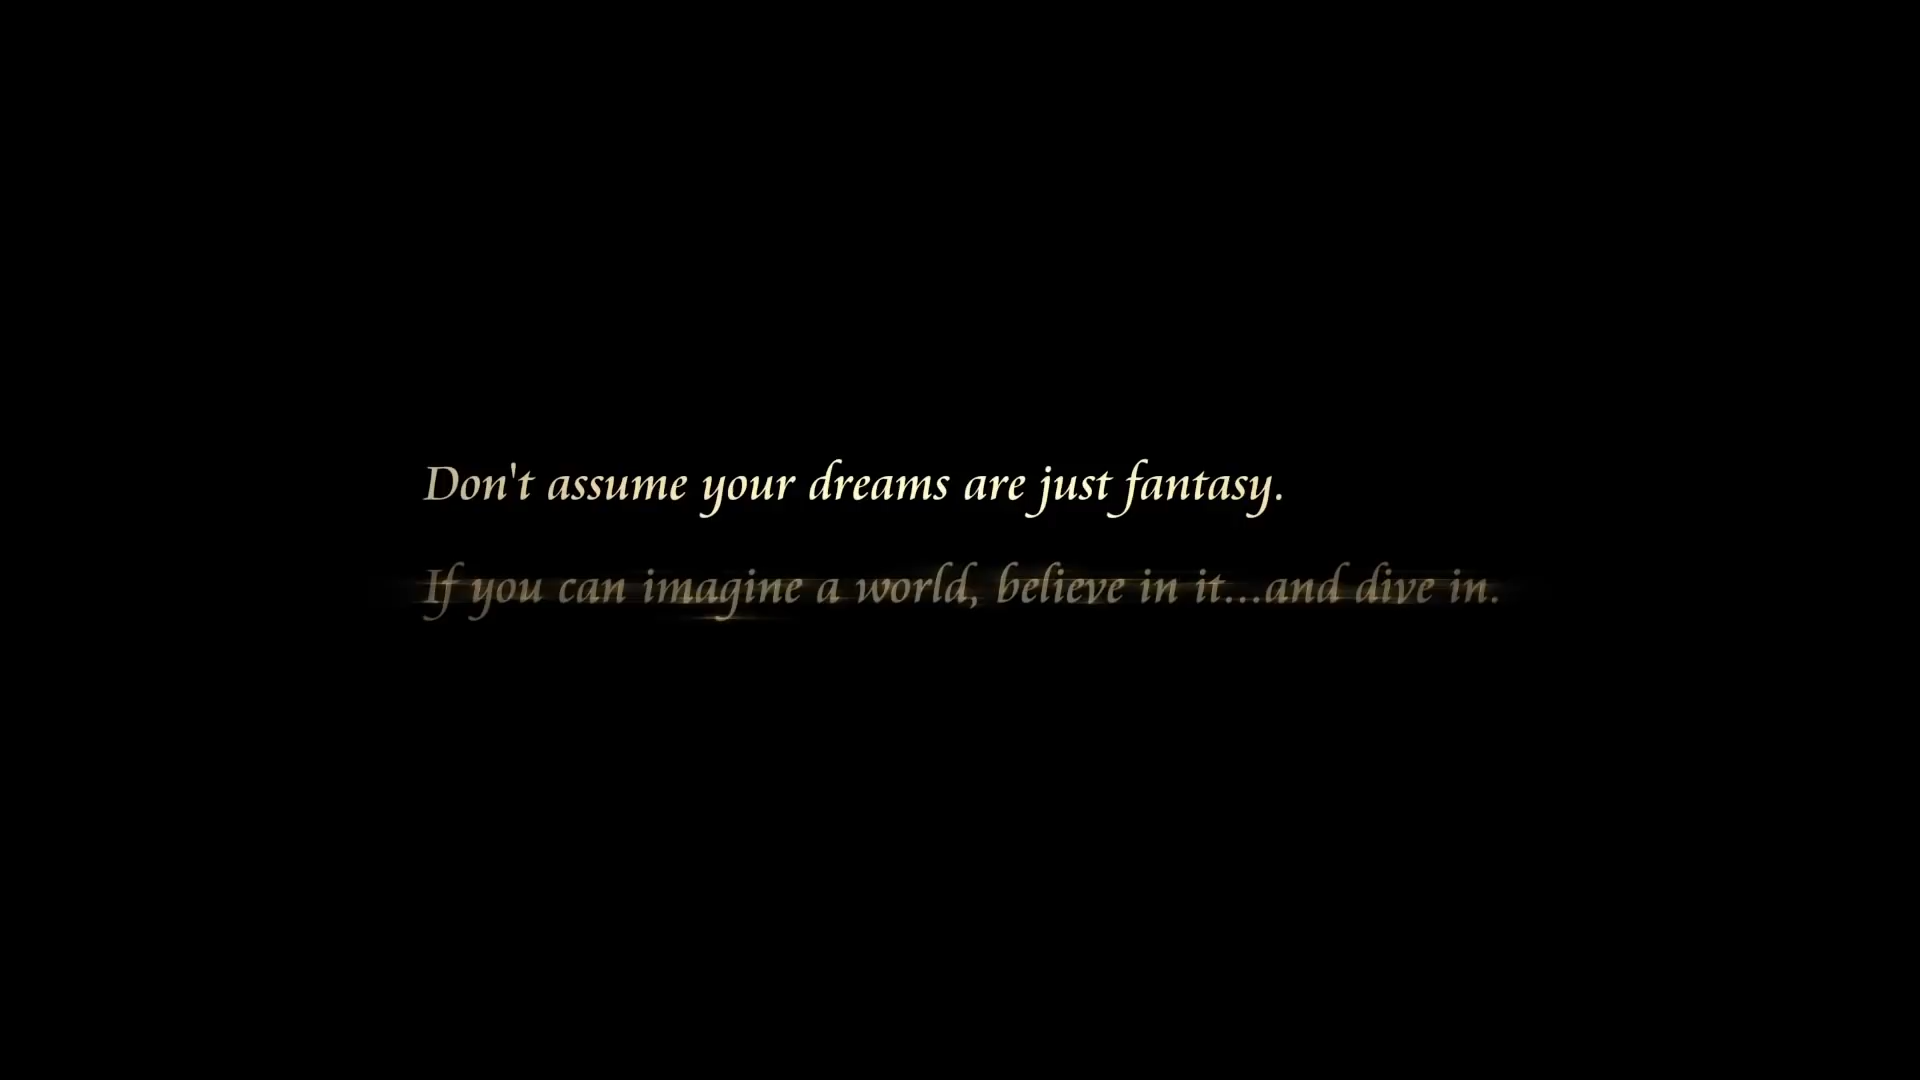 Don't assume your dreams are just fantasy.
If you can imagine a world, believe in it...and dive in.